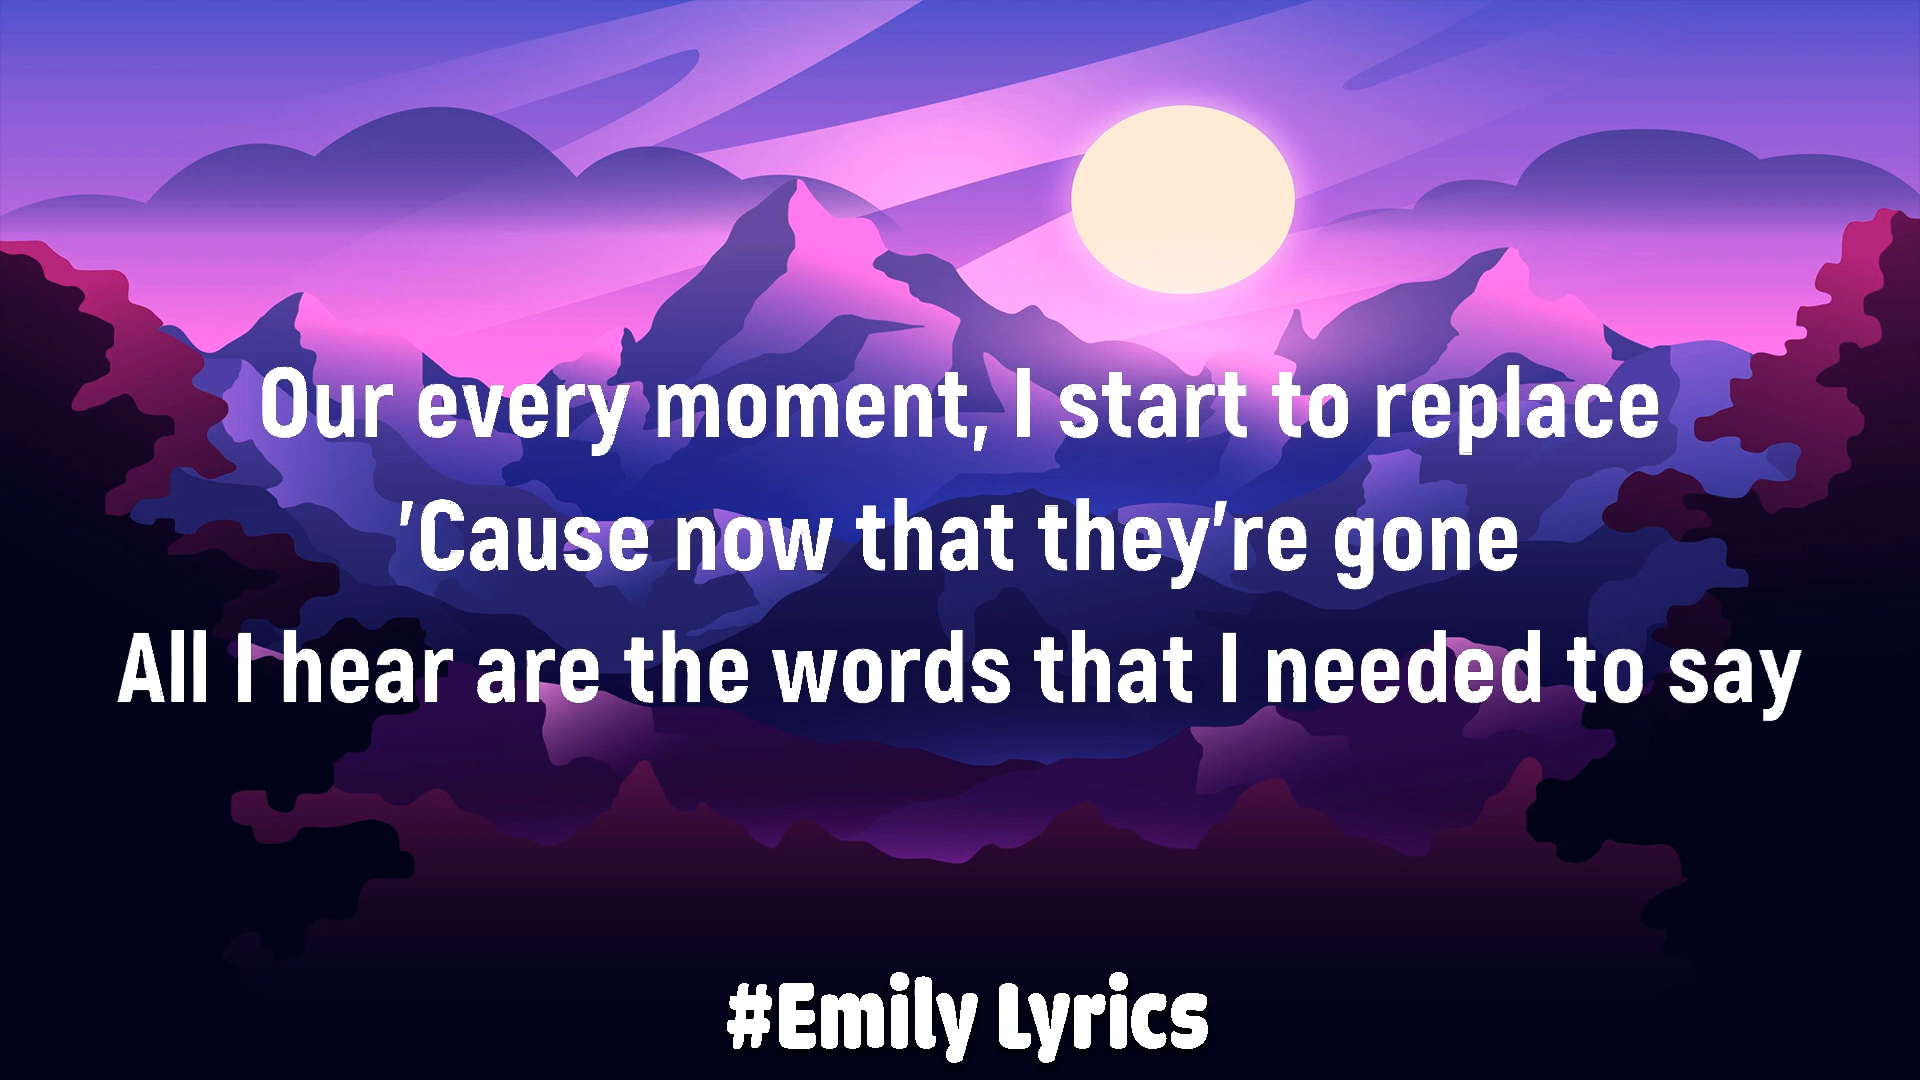 Our every moment, I start to replace
'Cause now that they're gone
All I hear are the words that I needed to say
#Emily Lyrics